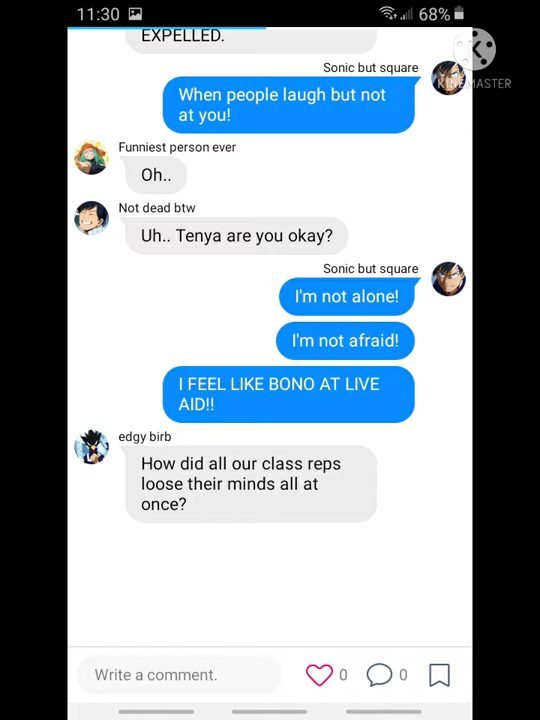 11:30
68%
KINEMASTER
EXPELLED.
Sonic but square
When people laugh but not
at you!
Funniest person ever
Oh..
Not dead btw
Uh.. Tenya are you okay?
Sonic but square
I'm not alone!
I'm not afraid!
I FEEL LIKE BONO AT LIVE
AID!!
edgy birb
How did all our class reps
loose their minds all at
once?
Write a comment.
0
0